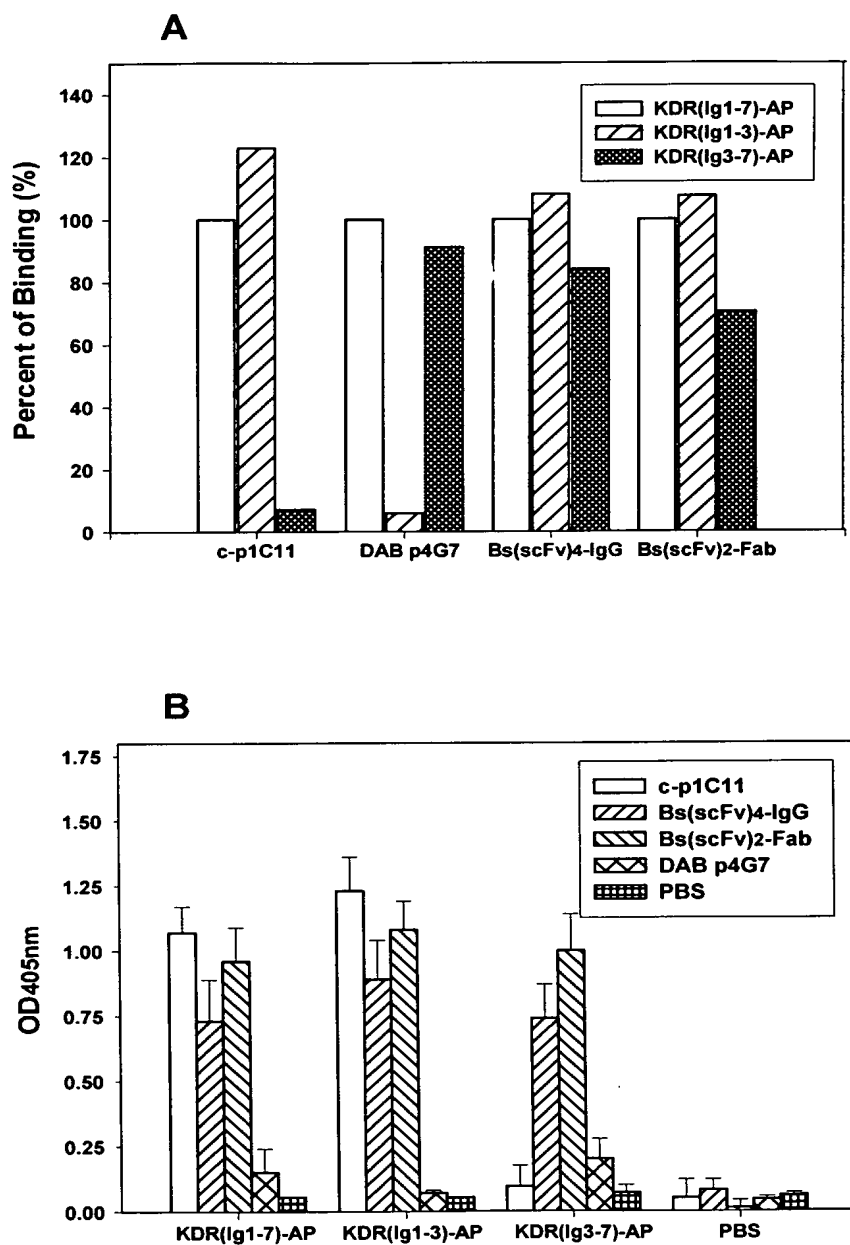 A
Percent of Binding (%)
140
120
100
80
60
40
20
0
KDR(Ig1-7)-AP
KDR(Ig1-3)-AP
KDR(Ig3-7)-AP
c-p1C11
DAB p4G7
Bs(scFv)4-IgG
Bs(scFv)2-Fab
B
OD405nm
1.75
1.50
1.25
1.00
0.75
0.50
0.25
0.00
c-p1C11
Bs(scFv)4-IgG
Bs(scFv)2-Fab
DAB p4G7
PBS
KDR(Ig1-7)-AP
KDR(Ig1-3)-AP
KDR(Ig3-7)-AP
PBS